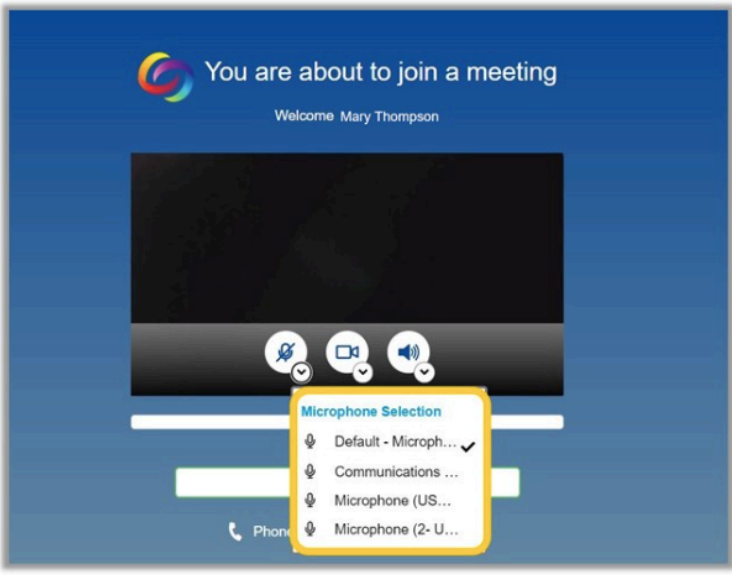 You are about to join a meeting
Welcome Mary Thompson
Microphone Selection
Default - Microph...
Communications ...
Microphone (US...
Microphone (2- U...
Phone